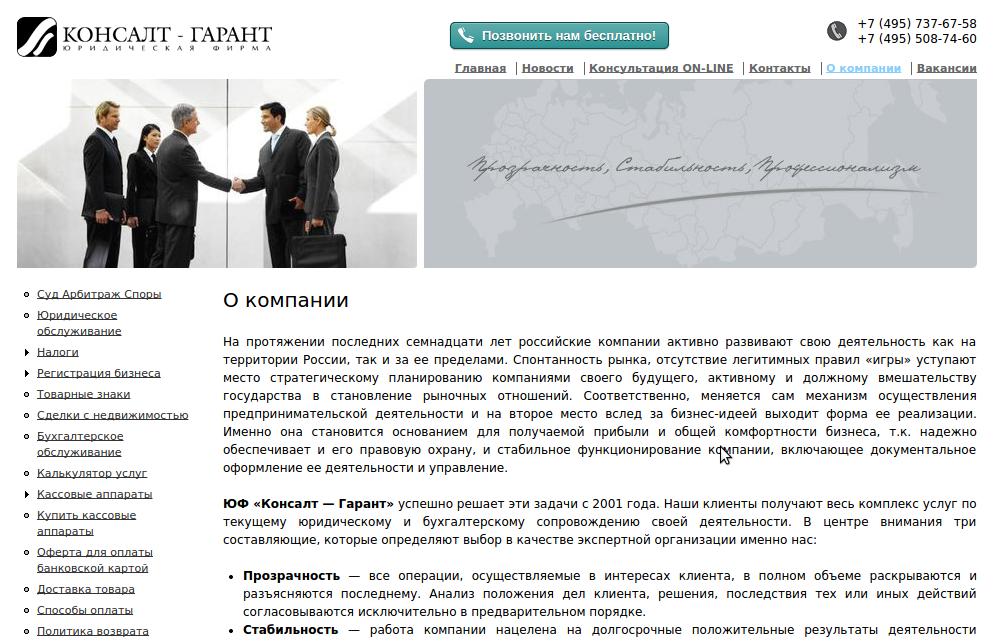 КОНСАЛТ - ГАРАНТ
ЮРИДИЧЕСКАЯ ФИРМА
Позвонить нам бесплатно!
+7 (495) 737-67-58
+7 (495) 508-74-60
Главная
Новости
Консультация ON-LINE
Контакты
О компании
Вакансии
Прозрачность, Стабильность, Профессионализм
Суд Арбитраж Споры
Юридическое
обслуживание
Налоги
Регистрация бизнеса
Товарные знаки
Сделки с недвижимостью
Бухгалтерское
обслуживание
Калькулятор услуг
Кассовые аппараты
Купить кассовые
аппараты
Оферта для оплаты
банковской картой
Доставка товара
Способы оплаты
Политика возврата
О компании
На протяжении последних семнадцати лет российские компании активно развивают свою деятельность как на
территории России, так и за ее пределами. Спонтанность рынка, отсутствие легитимных правил «игры» уступают
место стратегическому планированию компаниями своего будущего, активному и должному вмешательству
государства в становление рыночных отношений. Соответственно, меняется сам механизм осуществления
предпринимательской деятельности и на второе место вслед за бизнес-идеей выходит форма ее реализации.
Именно она становится основанием для получаемой прибыли и общей комфортности бизнеса, т.к. надежно
обеспечивает и его правовую охрану, и стабильное функционирование компании, включающее документальное
оформление ее деятельности и управление.
ЮФ «Консалт — Гарант» успешно решает эти задачи с 2001 года. Наши клиенты получают весь комплекс услуг по
текущему юридическому и бухгалтерскому сопровождению своей деятельности. В центре внимания три
составляющие, которые определяют выбор в качестве экспертной организации именно нас:
Прозрачность — все операции, осуществляемые в интересах клиента, в полном объеме раскрываются и
разъясняются последнему. Анализ положения дел клиента, решения, последствия тех или иных действий
согласовываются исключительно в предварительном порядке.
Стабильность — работа компании нацелена на долгосрочные положительные результаты деятельности